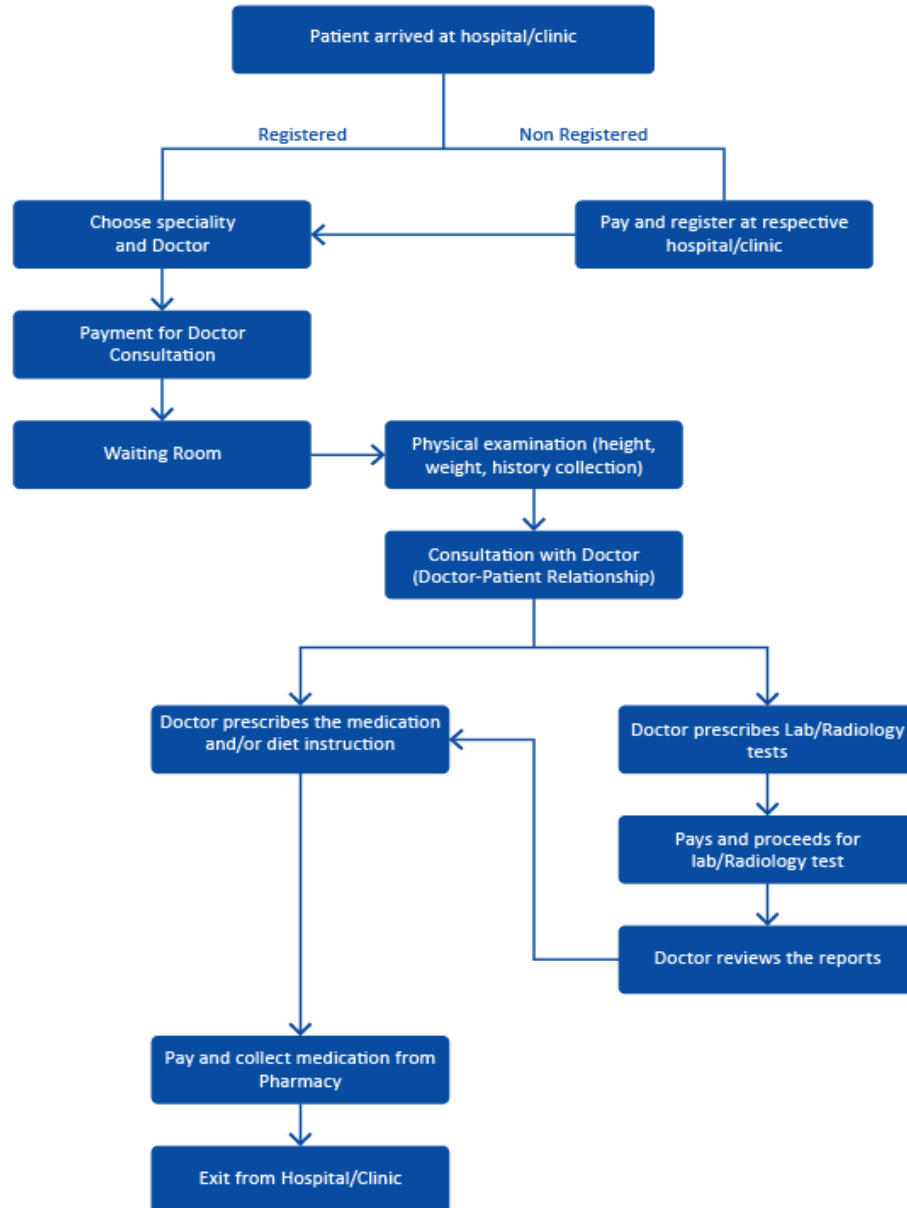 Patient arrived at hospital/clinic
Registered
Non Registered
Choose speciality
and Doctor
Pay and register at respective
hospital/clinic
Payment for Doctor
Consultation
Waiting Room
Physical examination (height,
weight, history collection)
Consultation with Doctor
(Doctor-Patient Relationship)
Doctor prescribes the medication
and/or diet instruction
Doctor prescribes Lab/Radiology
tests
Pays and proceeds for
lab/Radiology test
Doctor reviews the reports
Pay and collect medication from
Pharmacy
Exit from Hospital/Clinic